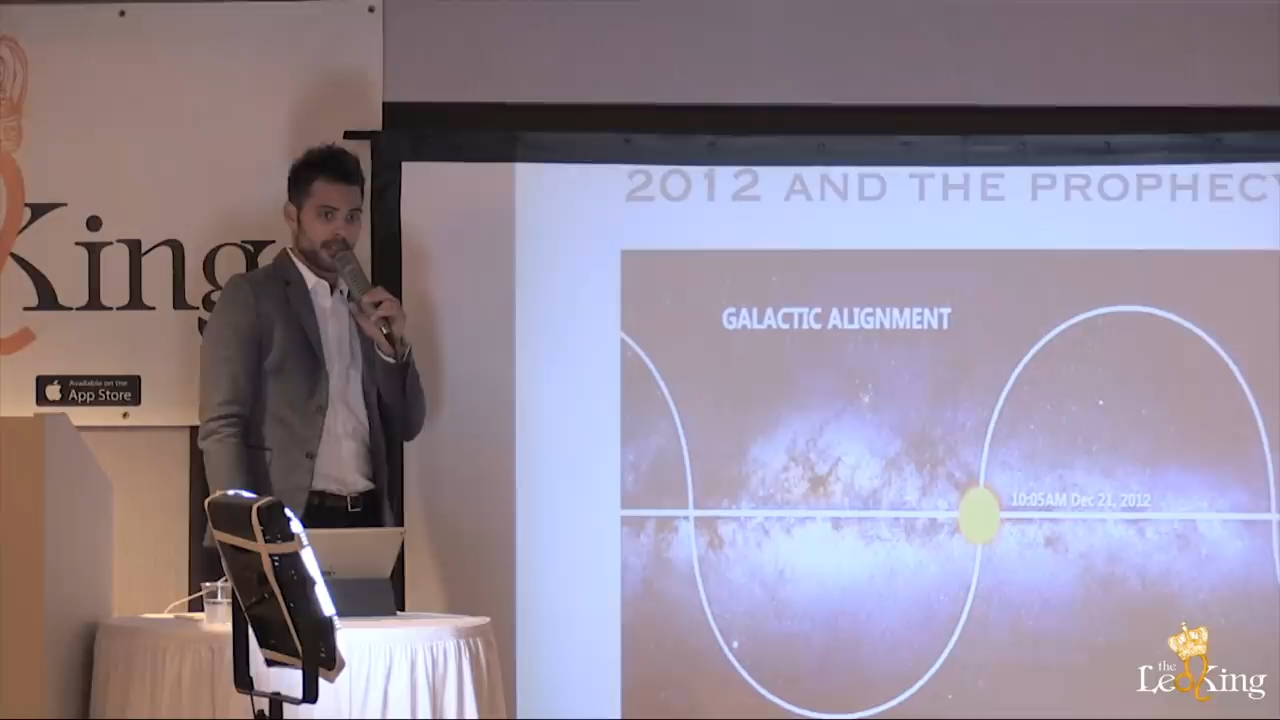 2012 AND THE PROPHECY
GALACTIC ALIGNMENT
10:05AM Dec 21, 2012
King
Available on the
App Store
the
LeoKing